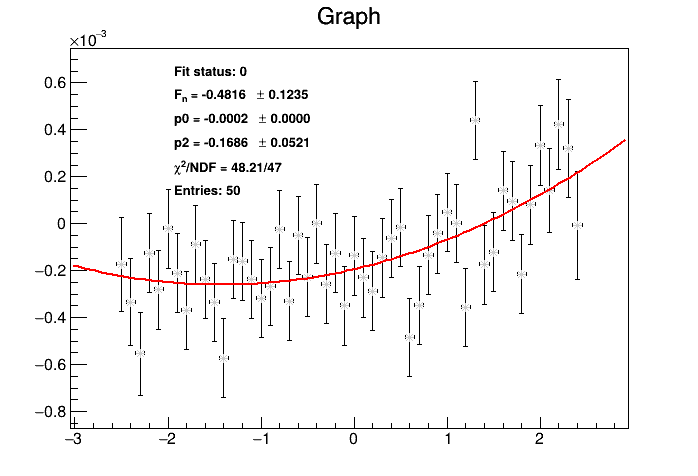 Graph
×10⁻³
Fit status: 0
Fₙ = -0.4816 ± 0.1235
p0 = -0.0002 ± 0.0000
p2 = -0.1686 ± 0.0521
χ²/NDF = 48.21/47
Entries: 50
0.6
0.4
0.2
0
−0.2
−0.4
−0.6
−0.8
−3 −2 −1 0 1 2